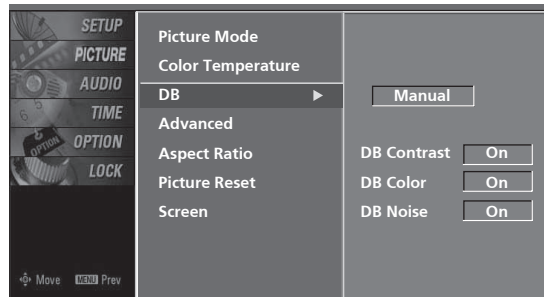 SETUP
PICTURE
AUDIO
TIME
OPTION
LOCK
Move MENU Prev
Picture Mode
Color Temperature
DB ▶
Advanced
Aspect Ratio
Picture Reset
Screen
Manual
DB Contrast On
DB Color On
DB Noise On